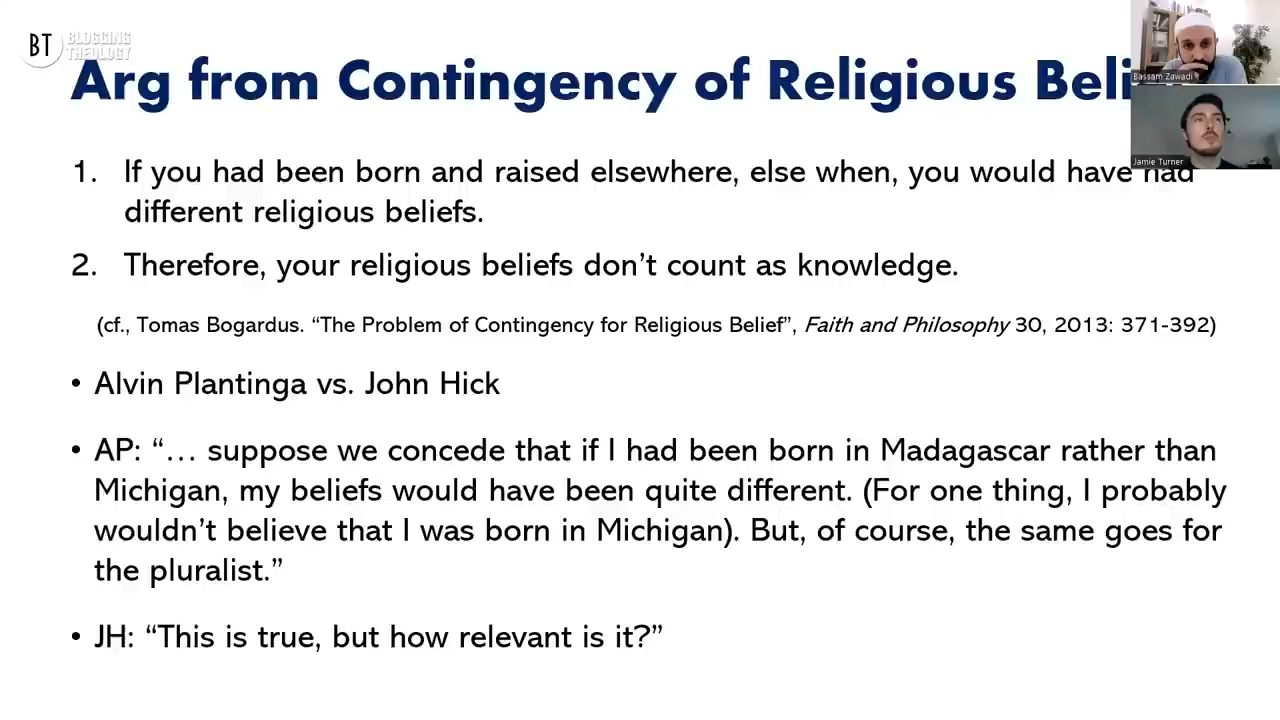 BT BLOGGING
THEOLOGY
Arg from Contingency of Religious
Bassam Zawadi
Jamie Turner
1. If you had been born and raised elsewhere, else when, you would have had
different religious beliefs.
2. Therefore, your religious beliefs don’t count as knowledge.
(cf., Tomas Bogardus. “The Problem of Contingency for Religious Belief”, Faith and Philosophy 30, 2013: 371-392)
• Alvin Plantinga vs. John Hick
• AP: “… suppose we concede that if I had been born in Madagascar rather than
Michigan, my beliefs would have been quite different. (For one thing, I probably
wouldn’t believe that I was born in Michigan). But, of course, the same goes for
the pluralist.”
• JH: “This is true, but how relevant is it?”